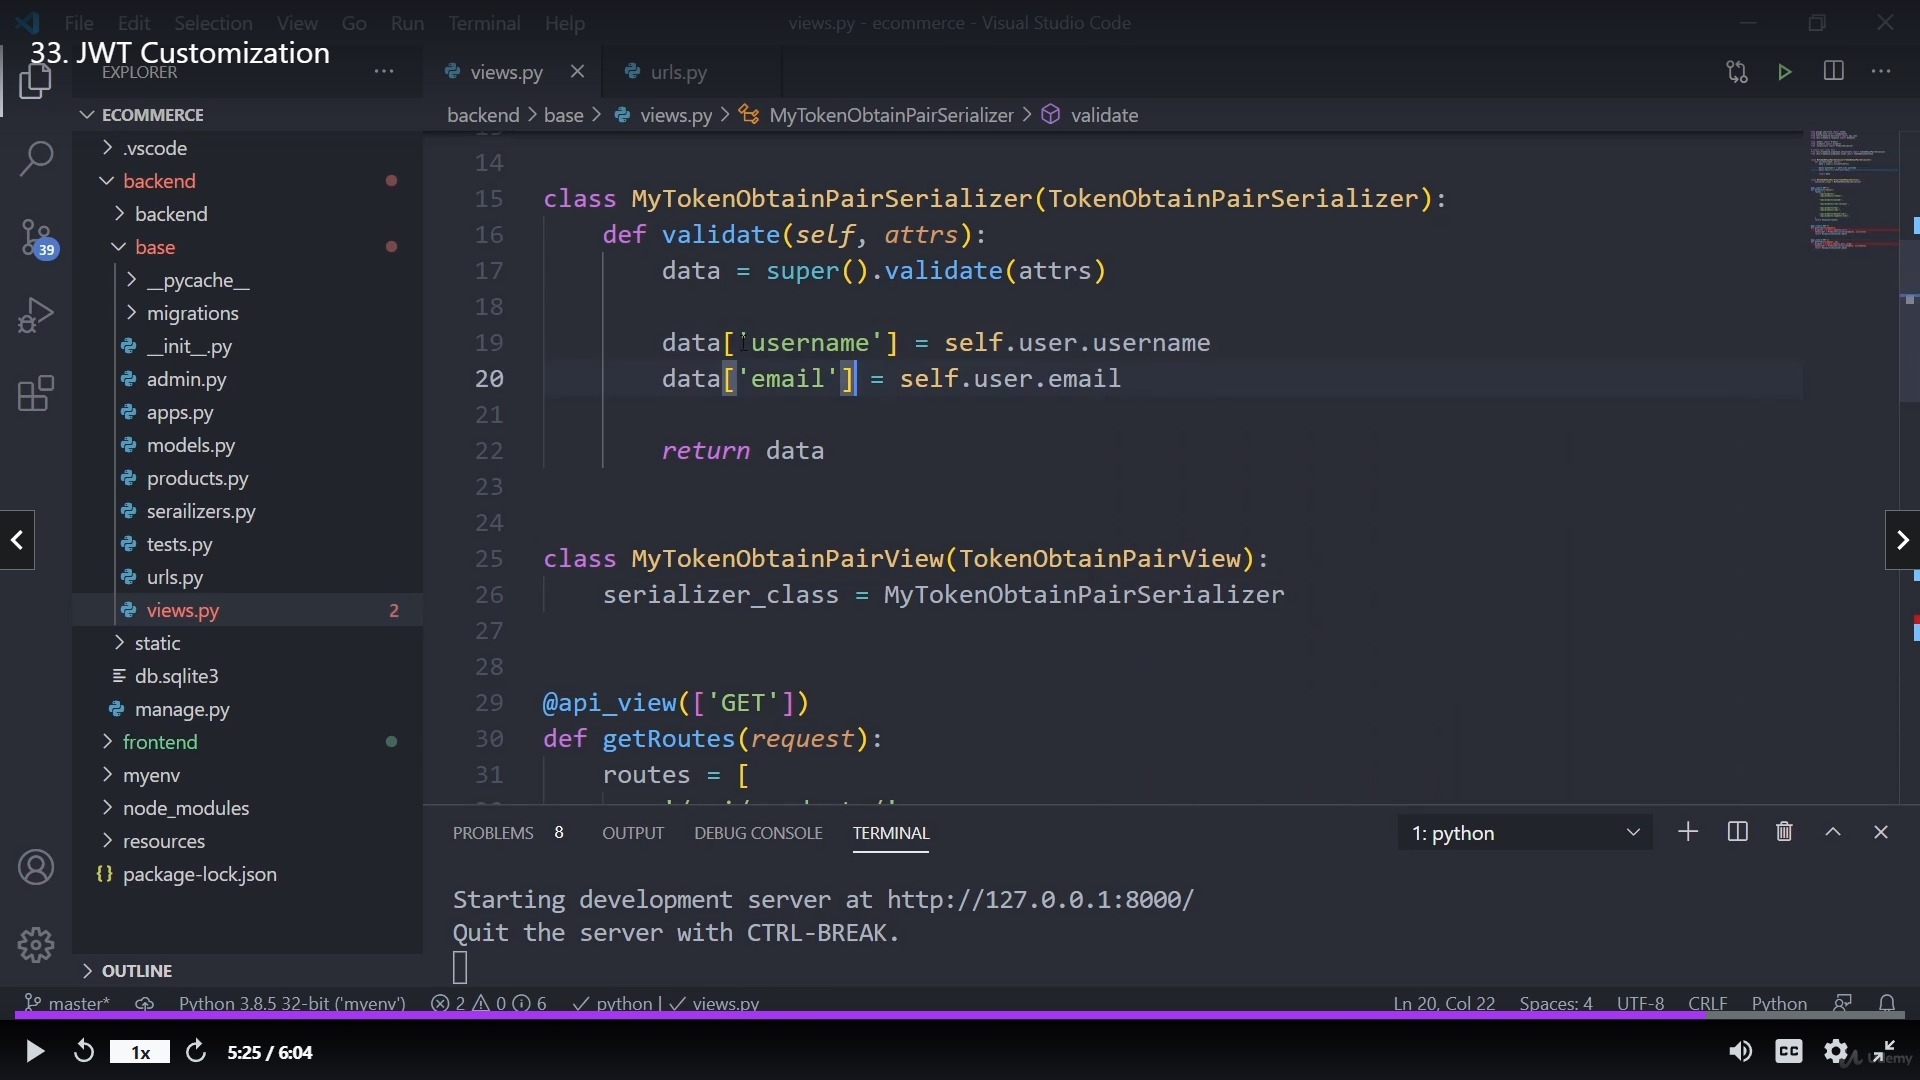 File Edit Selection View Go Run Terminal Help
views.py - ecommerce - Visual Studio Code
33. JWT Customization
EXPLORER
views.py
urls.py
ECOMMERCE
backend > base > views.py > MyTokenObtainPairSerializer > validate
.vscode
backend
backend
base
__pycache__
migrations
__init__.py
admin.py
apps.py
models.py
products.py
serailizers.py
tests.py
urls.py
views.py 2
static
db.sqlite3
manage.py
frontend
myenv
node_modules
resources
package-lock.json
OUTLINE
39
14
15 class MyTokenObtainPairSerializer(TokenObtainPairSerializer):
16 def validate(self, attrs):
17 data = super().validate(attrs)
18
19 data['username'] = self.user.username
20 data['email'] = self.user.email
21
22 return data
23
24
25 class MyTokenObtainPairView(TokenObtainPairView):
26 serializer_class = MyTokenObtainPairSerializer
27
28
29 @api_view(['GET'])
30 def getRoutes(request):
31 routes = [
PROBLEMS 8 OUTPUT DEBUG CONSOLE TERMINAL
1: python
Starting development server at http://127.0.0.1:8000/
Quit the server with CTRL-BREAK.
master* Python 3.8.5 32-bit ('myenv') 2 0 6 python | views.py
Ln 20, Col 22 Spaces: 4 UTF-8 CRLF Python
1x 5:25 / 6:04
CC
Udemy